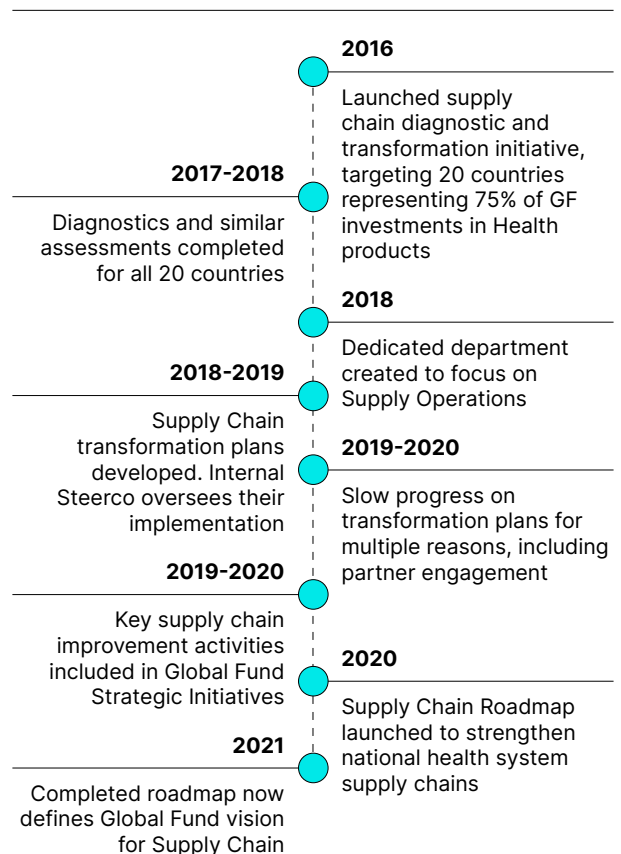 2016
Launched supply
chain diagnostic and
transformation initiative,
targeting 20 countries
representing 75% of GF
investments in Health
products
2017-2018
Diagnostics and similar
assessments completed
for all 20 countries
2018
Dedicated department
created to focus on
Supply Operations
2018-2019
Supply Chain
transformation plans
developed. Internal
Steerco oversees their
implementation
2019-2020
Slow progress on
transformation plans for
multiple reasons, including
partner engagement
2019-2020
Key supply chain
improvement activities
included in Global Fund
Strategic Initiatives
2020
Supply Chain Roadmap
launched to strengthen
national health system
supply chains
2021
Completed roadmap now
defines Global Fund vision
for Supply Chain